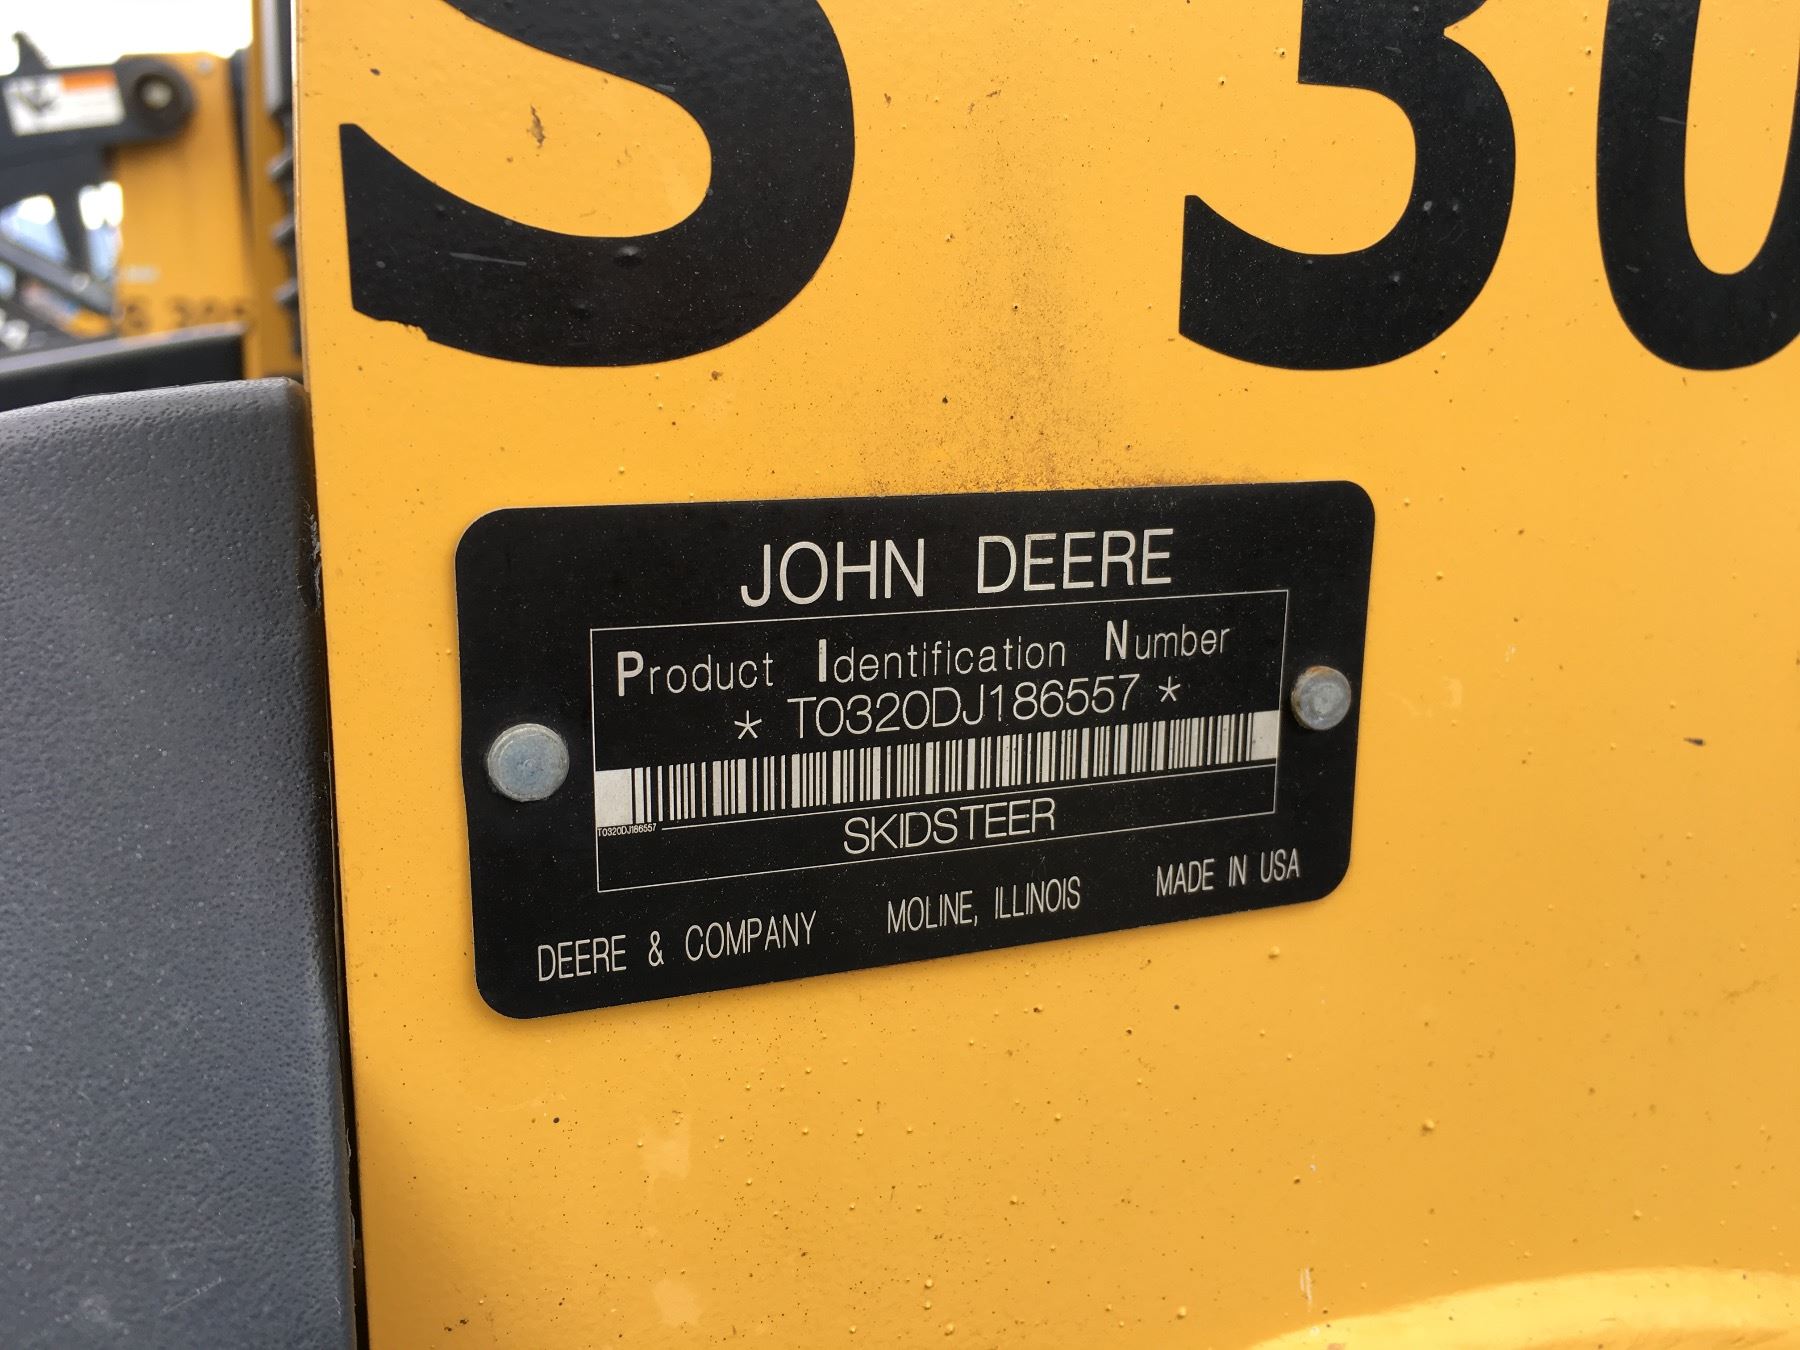 S 30
JOHN DEERE
Product Identification Number
* T0320DJ186557 *
T0320DJ186557
SKIDSTEER
DEERE & COMPANY MOLINE, ILLINOIS MADE IN USA